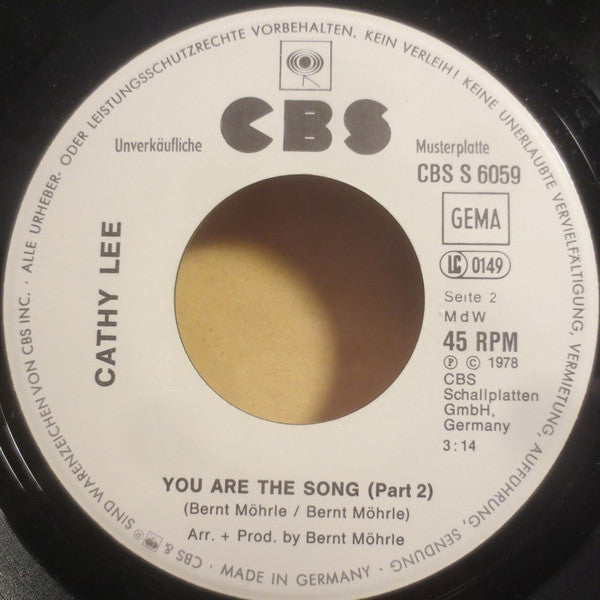 ALLE URHEBER- ODER LEISTUNGSSCHUTZRECHTE VORBEHALTEN. KEIN VERLEIH! KEINE UNERLAUBTE VERVIELFÄLTIGUNG, VERMIETUNG, AUFFÜHRUNG, SENDUNG
CBS
Unverkäufliche
Musterplatte
CBS S 6059
GEMA
LC 0149
Seite 2
MdW
45 RPM
Ⓟ © 1978
CBS
Schallplatten
GmbH,
Germany
3:14
CATHY LEE
YOU ARE THE SONG (Part 2)
(Bernt Möhrle / Bernt Möhrle)
Arr. + Prod. by Bernt Möhrle
· CBS & ® SIND WARENZEICHEN VON CBS INC. ·
· MADE IN GERMANY ·